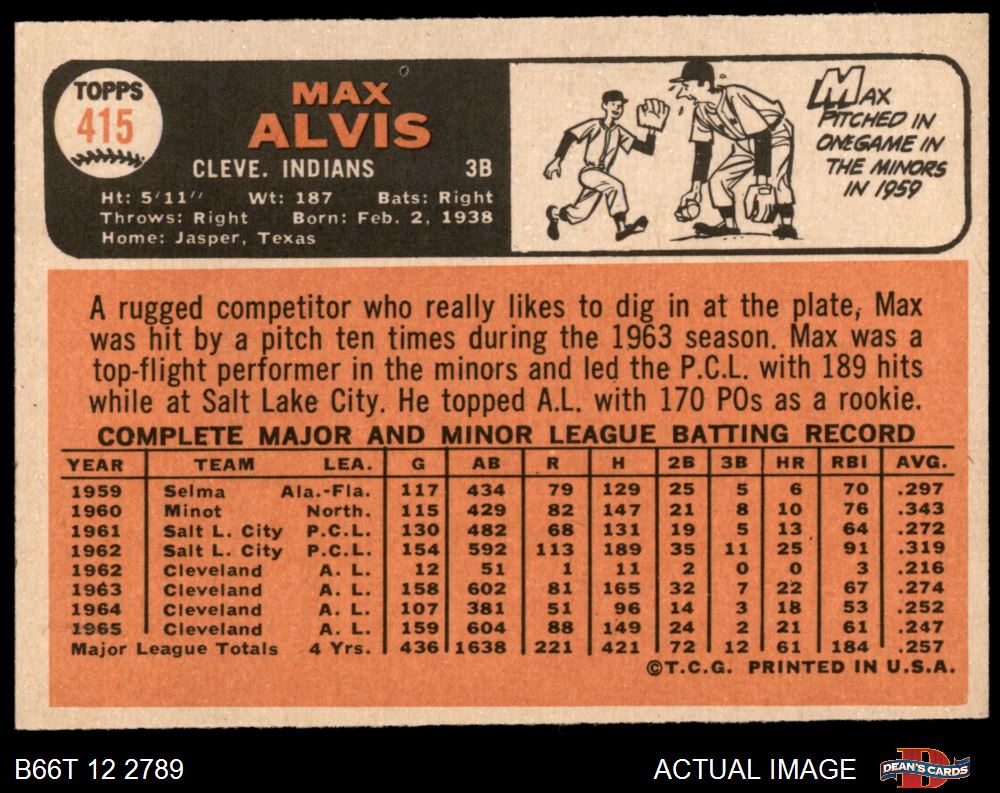 TOPPS
415
MAX
ALVIS
CLEVE. INDIANS 3B
Ht: 5'11" Wt: 187 Bats: Right
Throws: Right Born: Feb. 2, 1938
Home: Jasper, Texas
MAX
PITCHED IN
ONE GAME IN
THE MINORS
IN 1959
A rugged competitor who really likes to dig in at the plate, Max
was hit by a pitch ten times during the 1963 season. Max was a
top-flight performer in the minors and led the P.C.L. with 189 hits
while at Salt Lake City. He topped A.L. with 170 POs as a rookie.
COMPLETE MAJOR AND MINOR LEAGUE BATTING RECORD
YEAR TEAM LEA. G AB R H 2B 3B HR RBI AVG.
1959 Selma Ala.-Fla. 117 434 79 129 25 5 6 70 .297
1960 Minot North. 115 429 82 147 21 8 10 76 .343
1961 Salt L. City P.C.L. 130 482 68 131 19 5 13 64 .272
1962 Salt L. City P.C.L. 154 592 113 189 35 11 25 91 .319
1962 Cleveland A. L. 12 51 1 11 2 0 0 3 .216
1963 Cleveland A. L. 158 602 81 165 32 7 22 67 .274
1964 Cleveland A. L. 107 381 51 96 14 3 18 53 .252
1965 Cleveland A. L. 159 604 88 149 24 2 21 61 .247
Major League Totals 4 Yrs. 436 1638 221 421 72 12 61 184 .257
©T.C.G. PRINTED IN U.S.A.
B66T 12 2789 ACTUAL IMAGE
DEAN'S CARDS